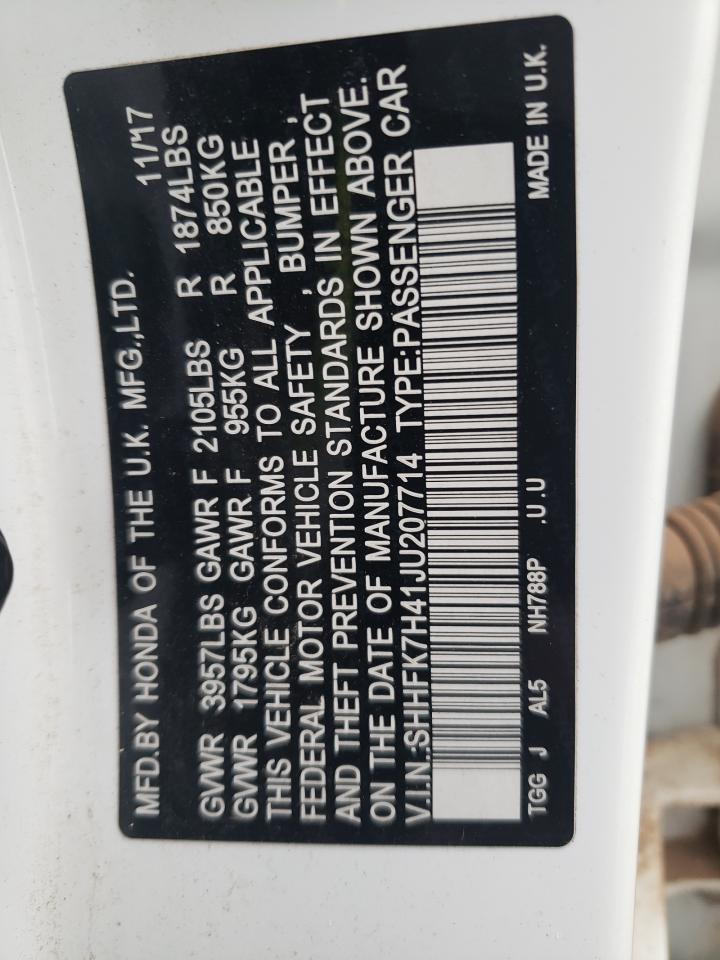 MFD.BY HONDA OF THE U.K. MFG.,LTD. 11/17
GVWR 3957LBS GAWR F 2105LBS R 1874LBS
GVWR 1795KG GAWR F 955KG R 850KG
THIS VEHICLE CONFORMS TO ALL APPLICABLE
FEDERAL MOTOR VEHICLE SAFETY , BUMPER ,
AND THEFT PREVENTION STANDARDS IN EFFECT
ON THE DATE OF MANUFACTURE SHOWN ABOVE.
V.I.N.SHHFK7H41JU207714 TYPE:PASSENGER CAR
TGG J AL5 NH788P .U .U MADE IN U.K.